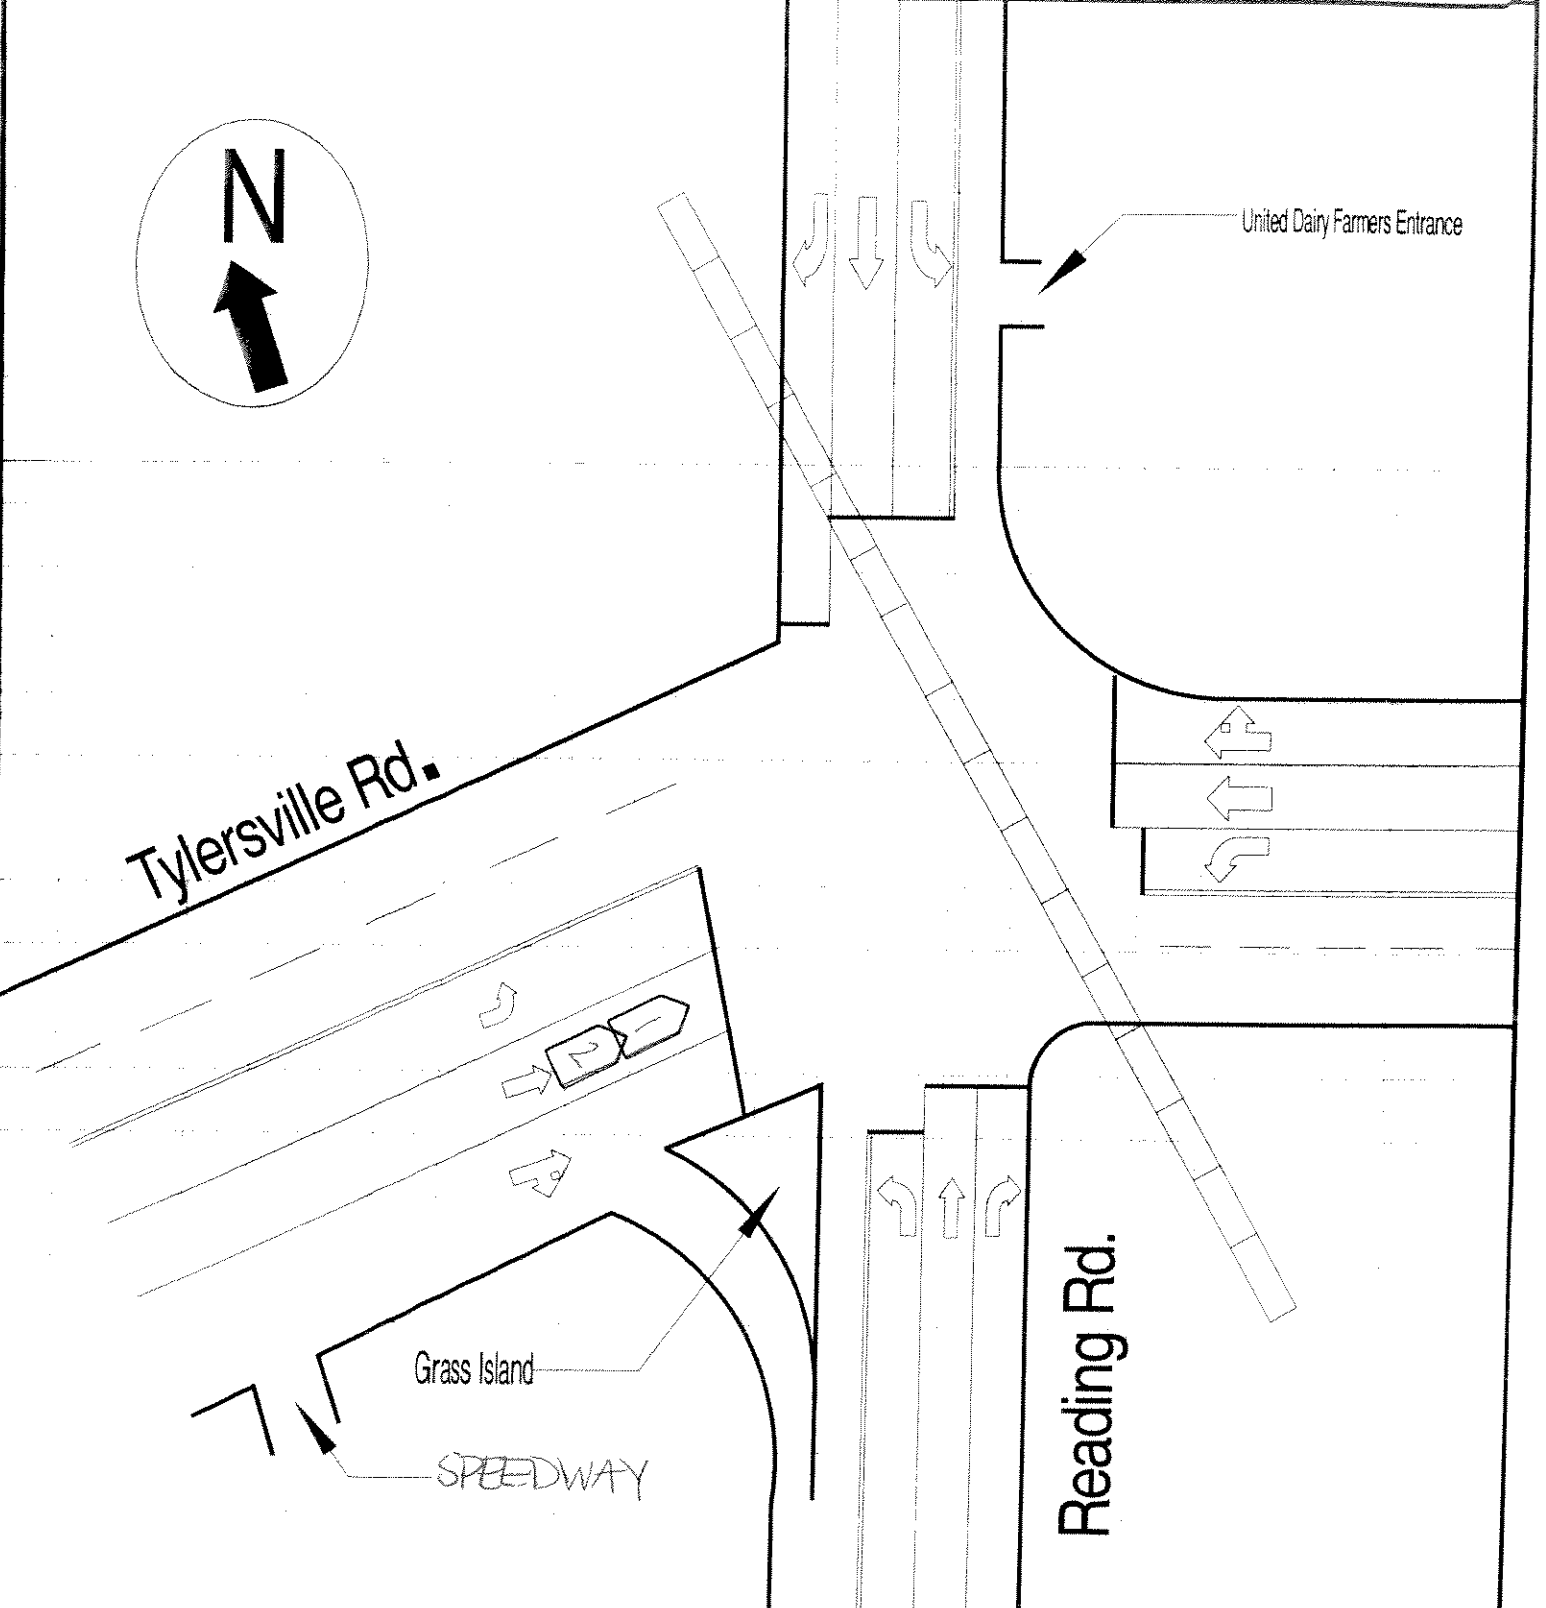 N
United Dairy Farmers Entrance
Tylersville Rd.
1
2
Grass Island
SPEEDWAY
Reading Rd.